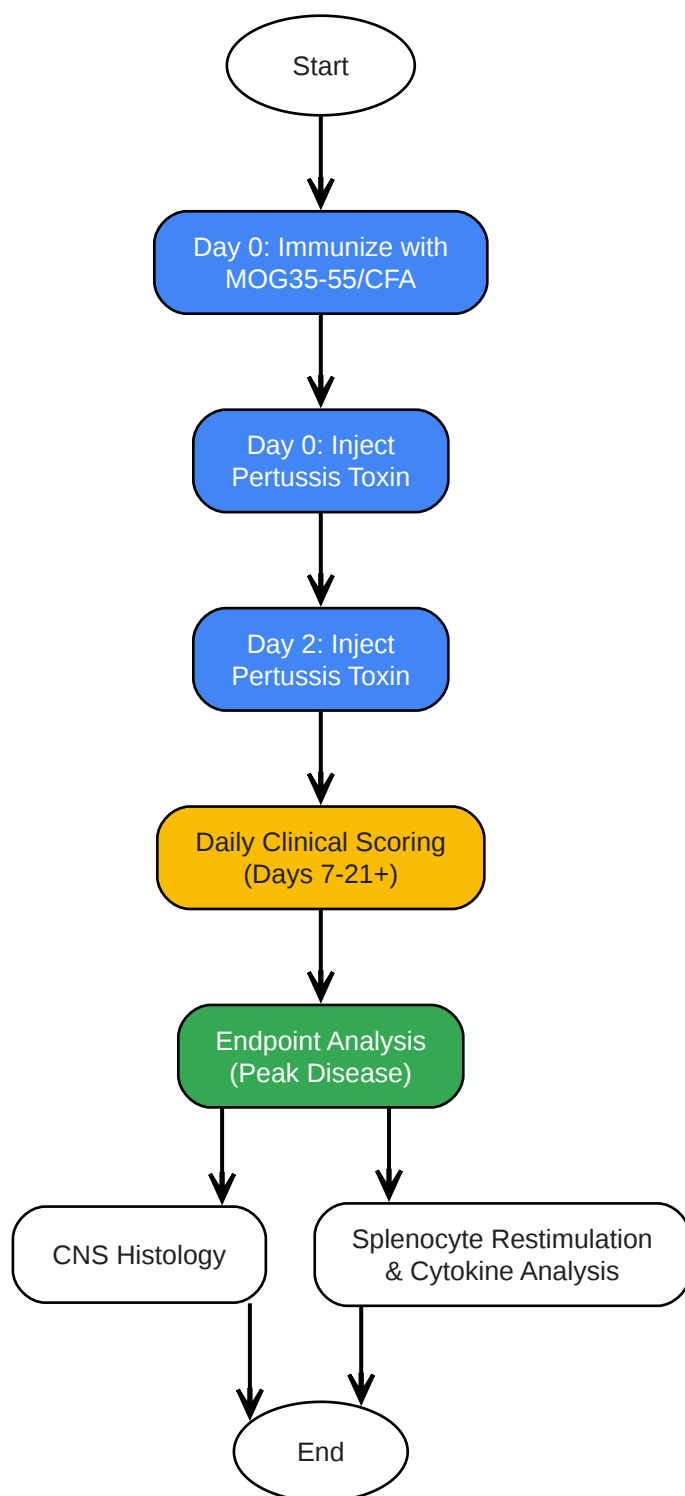 Start
Day 0: Immunize with
MOG35-55/CFA
Day 0: Inject
Pertussis Toxin
Day 2: Inject
Pertussis Toxin
Daily Clinical Scoring
(Days 7-21+)
Endpoint Analysis
(Peak Disease)
CNS Histology
Splenocyte Restimulation
& Cytokine Analysis
End